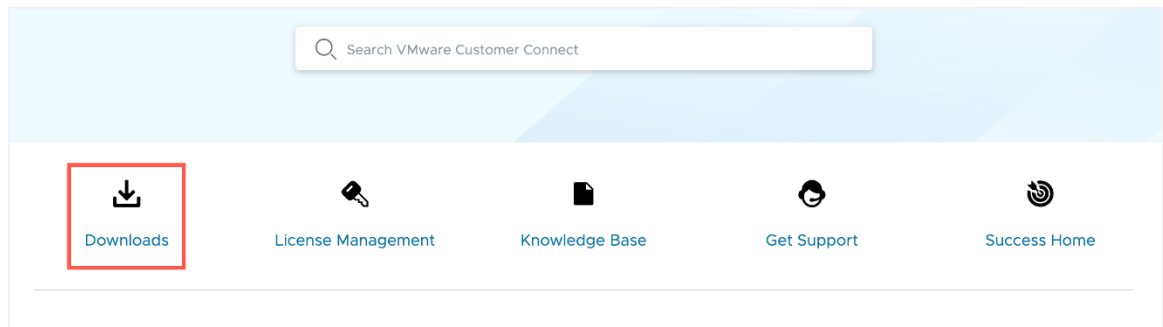 Search VMware Customer Connect
Downloads
License Management
Knowledge Base
Get Support
Success Home